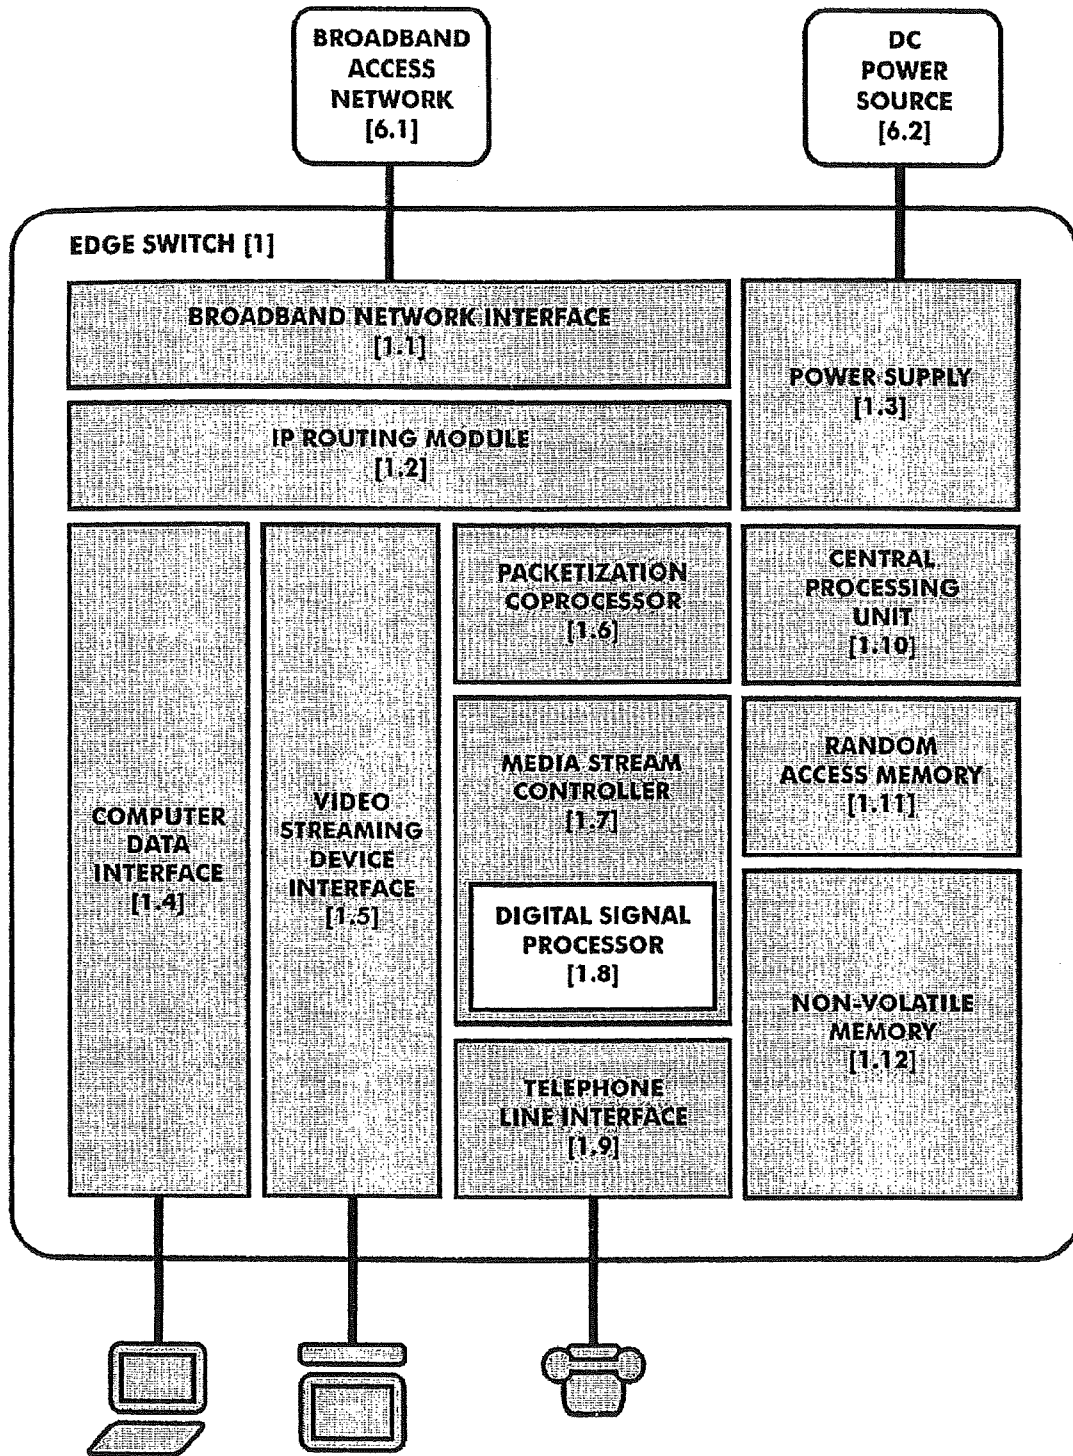 BROADBAND
ACCESS
NETWORK
[6.1]
DC
POWER
SOURCE
[6.2]
EDGE SWITCH [1]
BROADBAND NETWORK INTERFACE
[1.1]
POWER SUPPLY
[1.3]
IP ROUTING MODULE
[1.2]
COMPUTER
DATA
INTERFACE
[1.4]
VIDEO
STREAMING
DEVICE
INTERFACE
[1.5]
PACKETIZATION
COPROCESSOR
[1.6]
CENTRAL
PROCESSING
UNIT
[1.10]
MEDIA STREAM
CONTROLLER
[1.7]
RANDOM
ACCESS MEMORY
[1.11]
DIGITAL SIGNAL
PROCESSOR
[1.8]
NON-VOLATILE
MEMORY
[1.12]
TELEPHONE
LINE INTERFACE
[1.9]